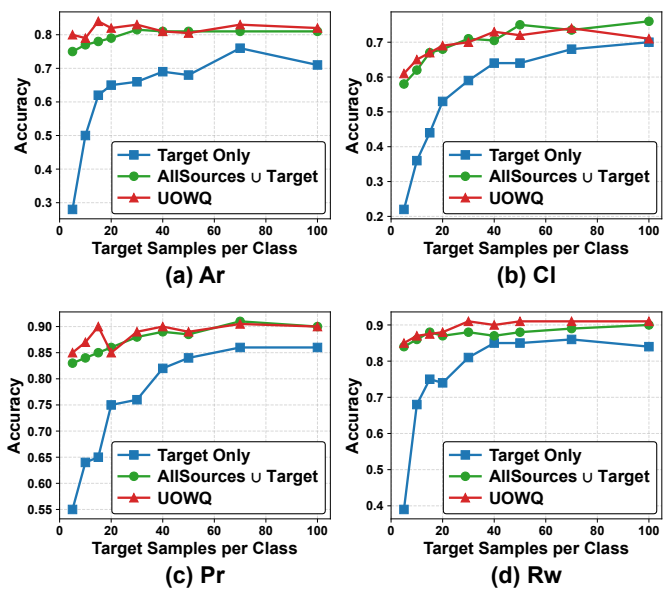 0.8
0.7
0.6
0.5
0.4
0.3
Accuracy
Target Only
AllSources ∪ Target
UOWQ
0 20 40 60 80 100
Target Samples per Class
(a) Ar
0.7
0.6
0.5
0.4
0.3
0.2
Accuracy
Target Only
AllSources ∪ Target
UOWQ
0 20 40 60 80 100
Target Samples per Class
(b) Cl
0.90
0.85
0.80
0.75
0.70
0.65
0.60
0.55
Accuracy
Target Only
AllSources ∪ Target
UOWQ
0 20 40 60 80 100
Target Samples per Class
(c) Pr
0.9
0.8
0.7
0.6
0.5
0.4
Accuracy
Target Only
AllSources ∪ Target
UOWQ
0 20 40 60 80 100
Target Samples per Class
(d) Rw